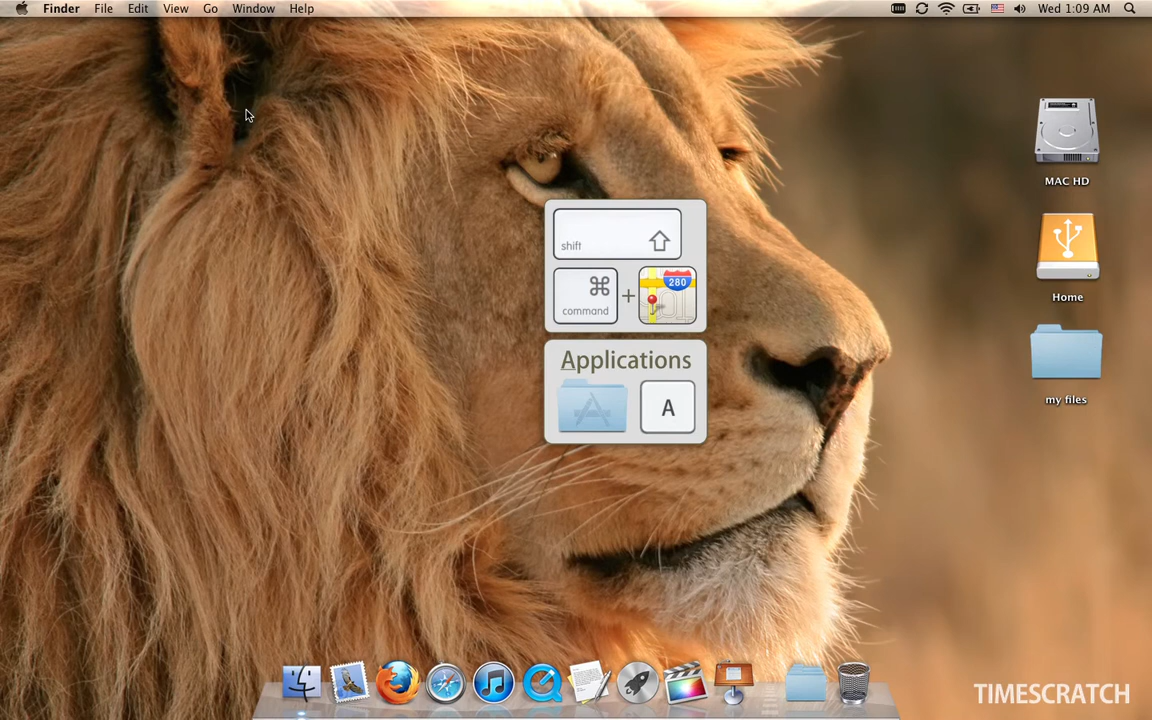 Finder File Edit View Go Window Help Wed 1:09 AM
MAC HD
shift
280
command +
Home
Applications
A
my files
TIMESCRATCH